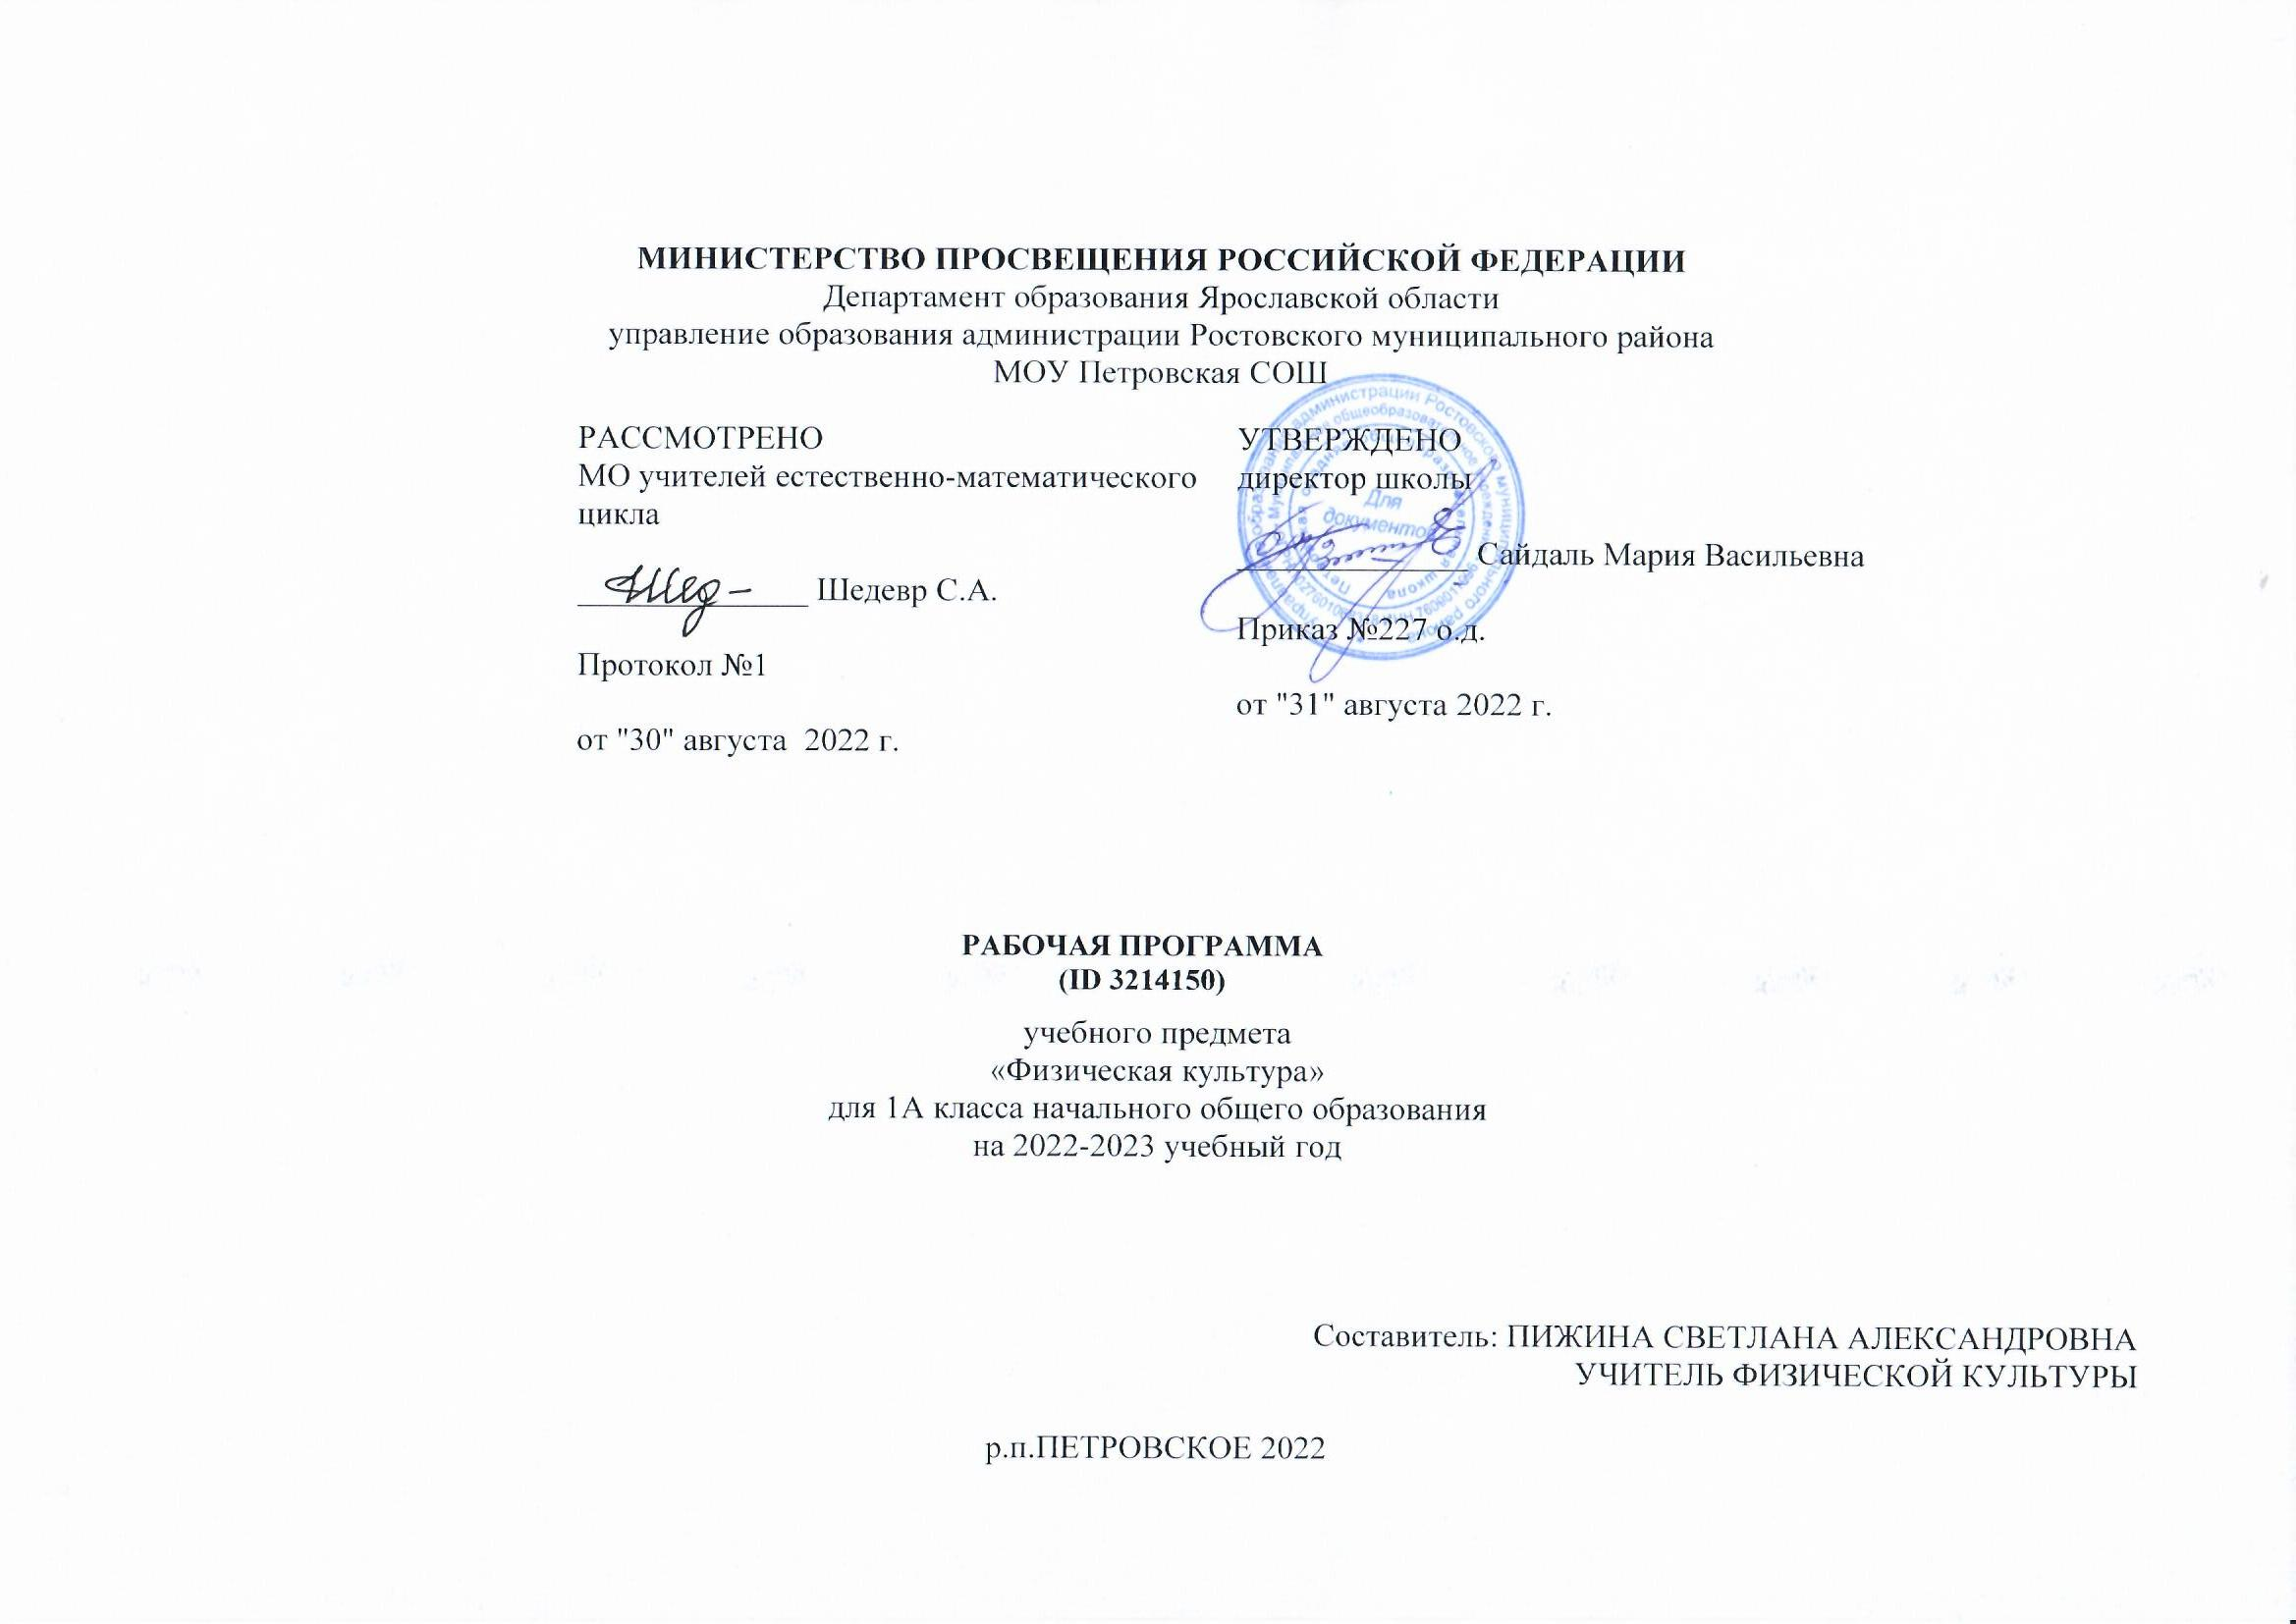 МИНИСТЕРСТВО ПРОСВЕЩЕНИЯ РОССИЙСКОЙ ФЕДЕРАЦИИ
Департамент образования Ярославской области
управление образования администрации Ростовского муниципального района
МОУ Петровская СОШ
РАССМОТРЕНО
МО учителей естественно-математического
цикла
Шед
Шедевр С.А.
Протокол №1
от "30" августа 2022 г.
УТВЕРЖДЕНО
директор школы
Для
документов
Сайдаль Мария Васильевна
Приказ №227 о.д.
от "31" августа 2022 г.
РАБОЧАЯ ПРОГРАММА
(ID 3214150)
учебного предмета
«Физическая культура»
для 1А класса начального общего образования
на 2022-2023 учебный год
Составитель: ПИЖИНА СВЕТЛАНА АЛЕКСАНДРОВНА
УЧИТЕЛЬ ФИЗИЧЕСКОЙ КУЛЬТУРЫ
р.п.ПЕТРОВСКОЕ 2022